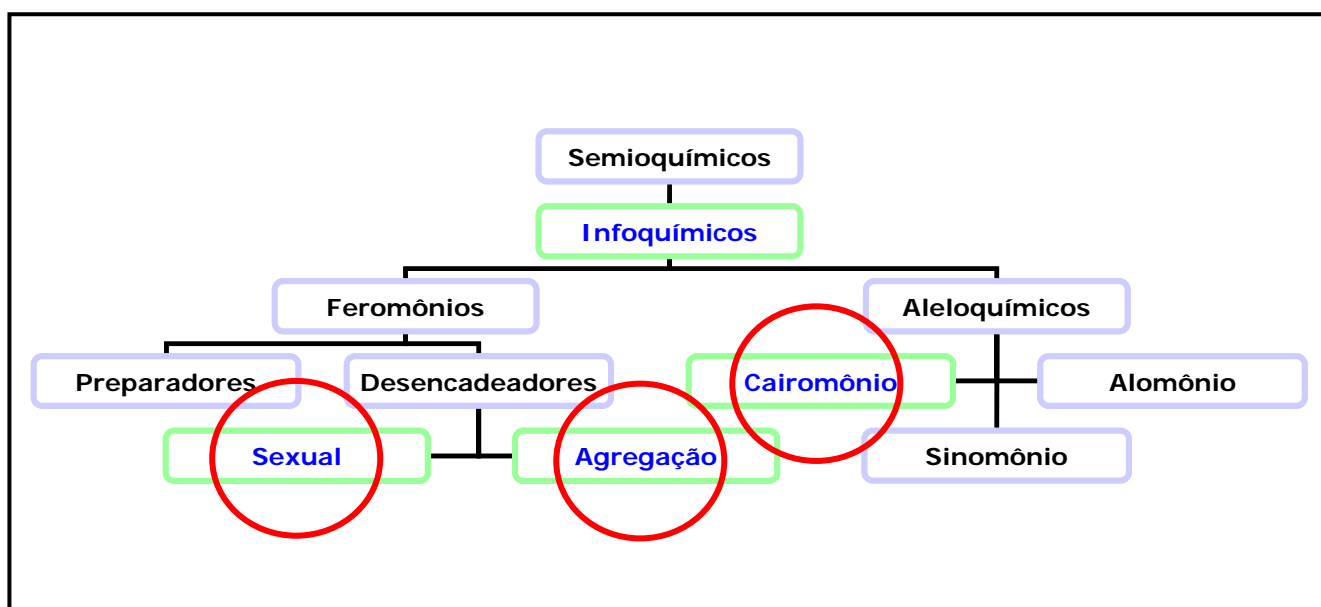 Semioquímicos
Infoquímicos
Feromônios
Aleloquímicos
Preparadores
Desencadeadores
Cairomônio
Alomônio
Sexual
Agregação
Sinomônio